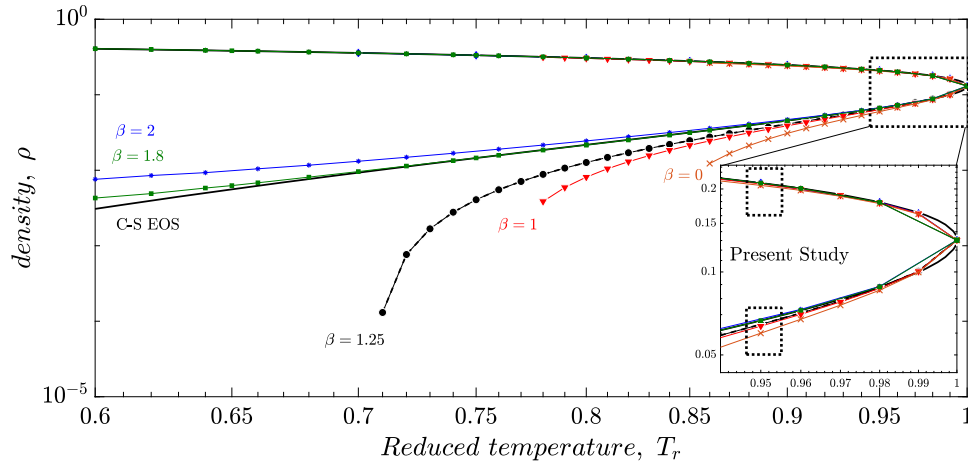 10^0
density, ρ
β = 2
β = 1.8
C-S EOS
β = 1.25
β = 1
β = 0
0.2
0.15
Present Study
0.1
0.05
0.95 0.96 0.97 0.98 0.99 1
10^-5
0.6 0.65 0.7 0.75 0.8 0.85 0.9 0.95 1
Reduced temperature, T_r